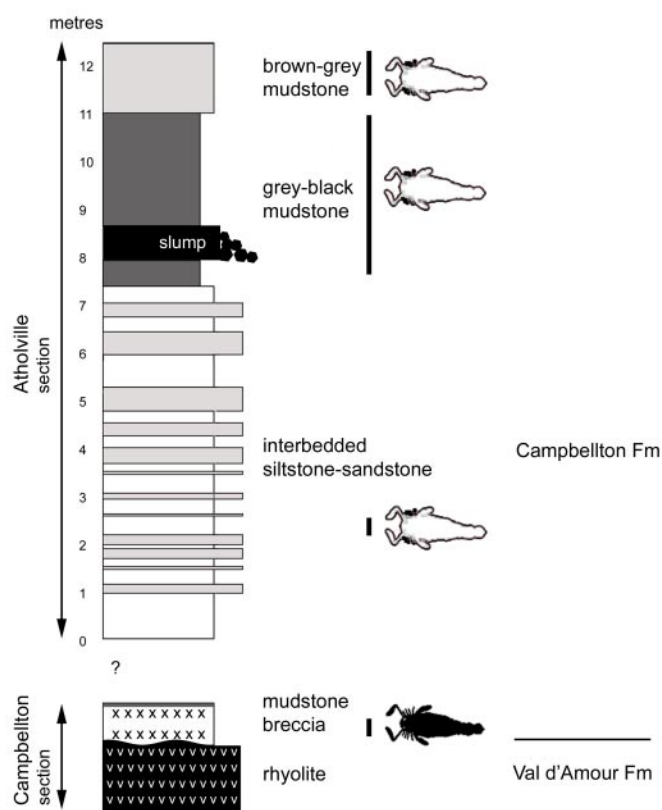 metres
12
11
10
9
8
7
6
5
4
3
2
1
0
?
Atholville
section
Campbellton
section
slump
brown-grey
mudstone
grey-black
mudstone
interbedded
siltstone-sandstone
mudstone
breccia
rhyolite
x x x x x x x x
x x x x x x x
v v v v v v v v v
v v v v v v v v v
v v v v v v v v v
v v v v v v v v v
Campbellton Fm
Val d'Amour Fm